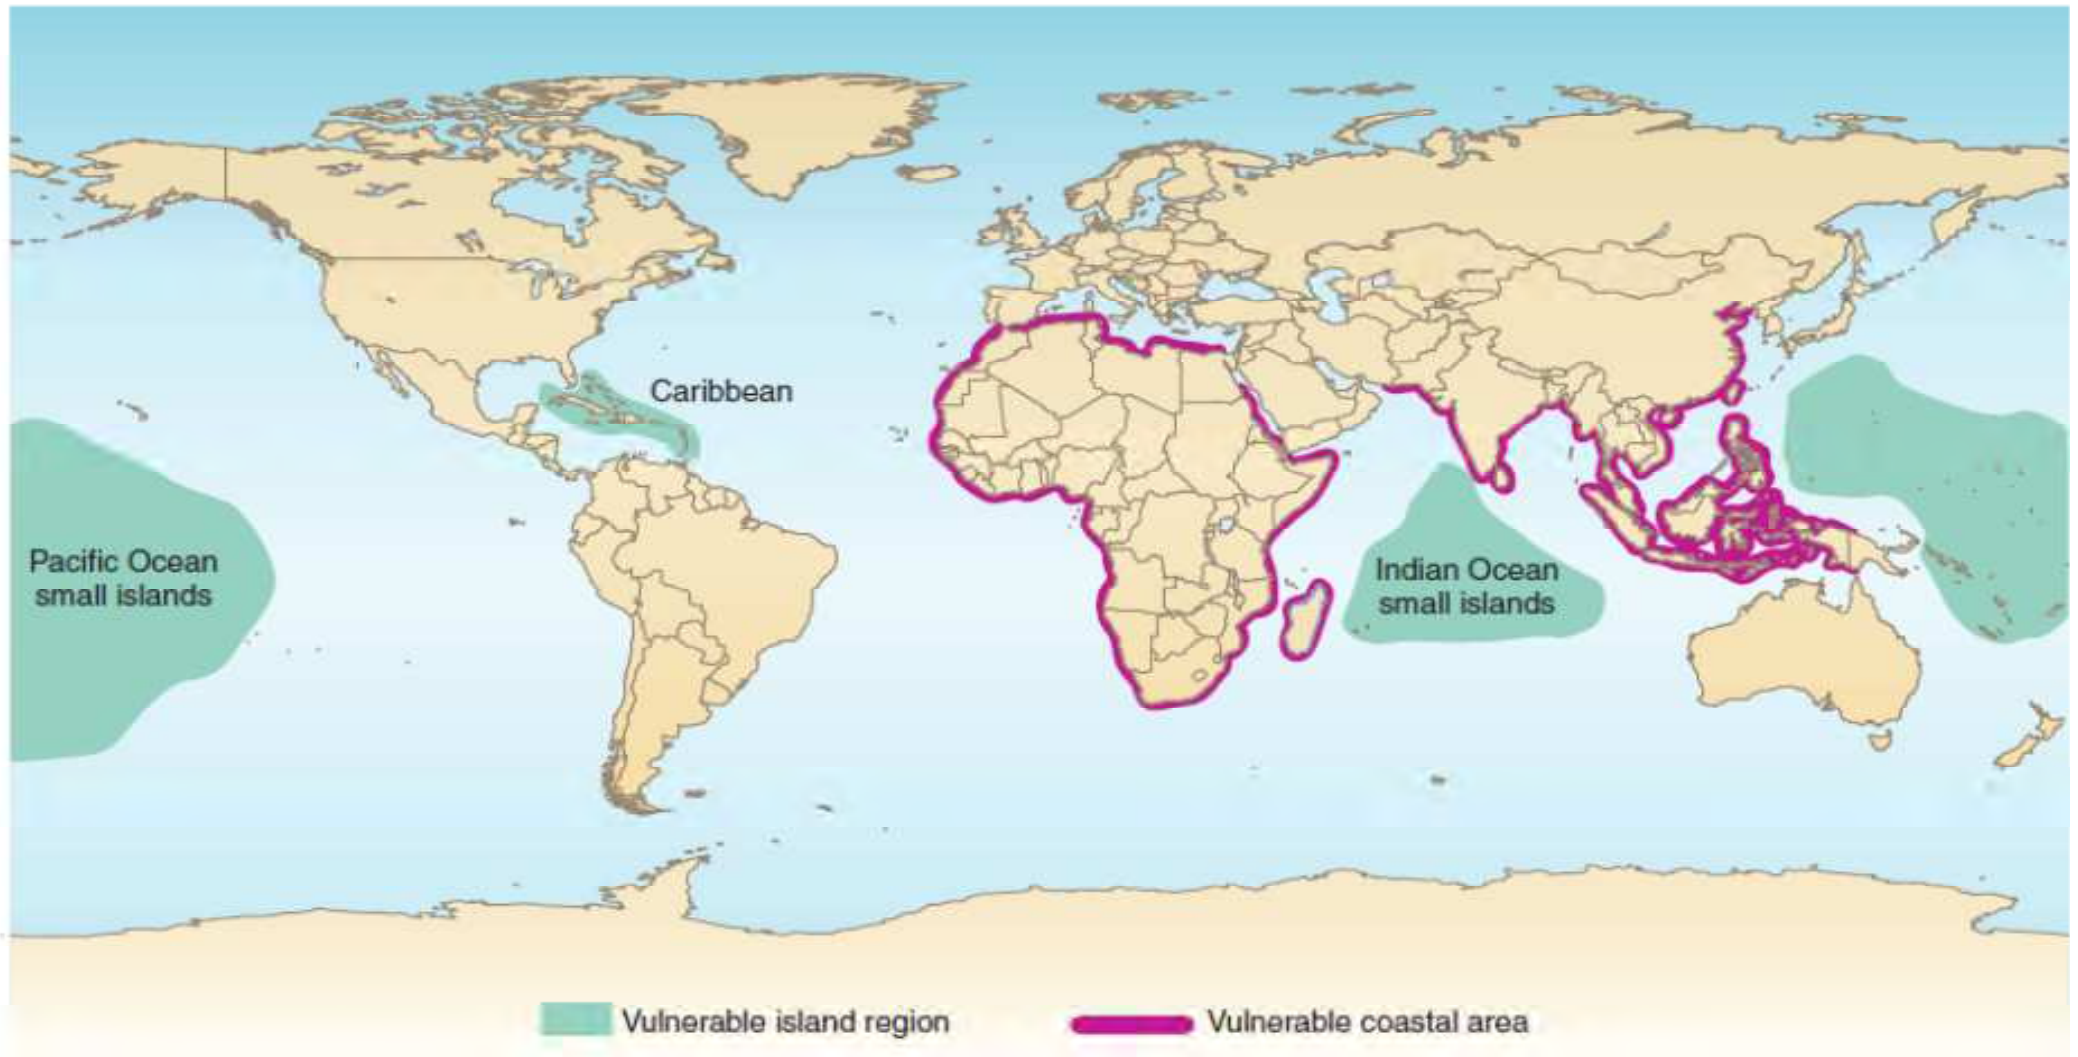 Caribbean
Pacific Ocean
small islands
Indian Ocean
small islands
Vulnerable island region
Vulnerable coastal area